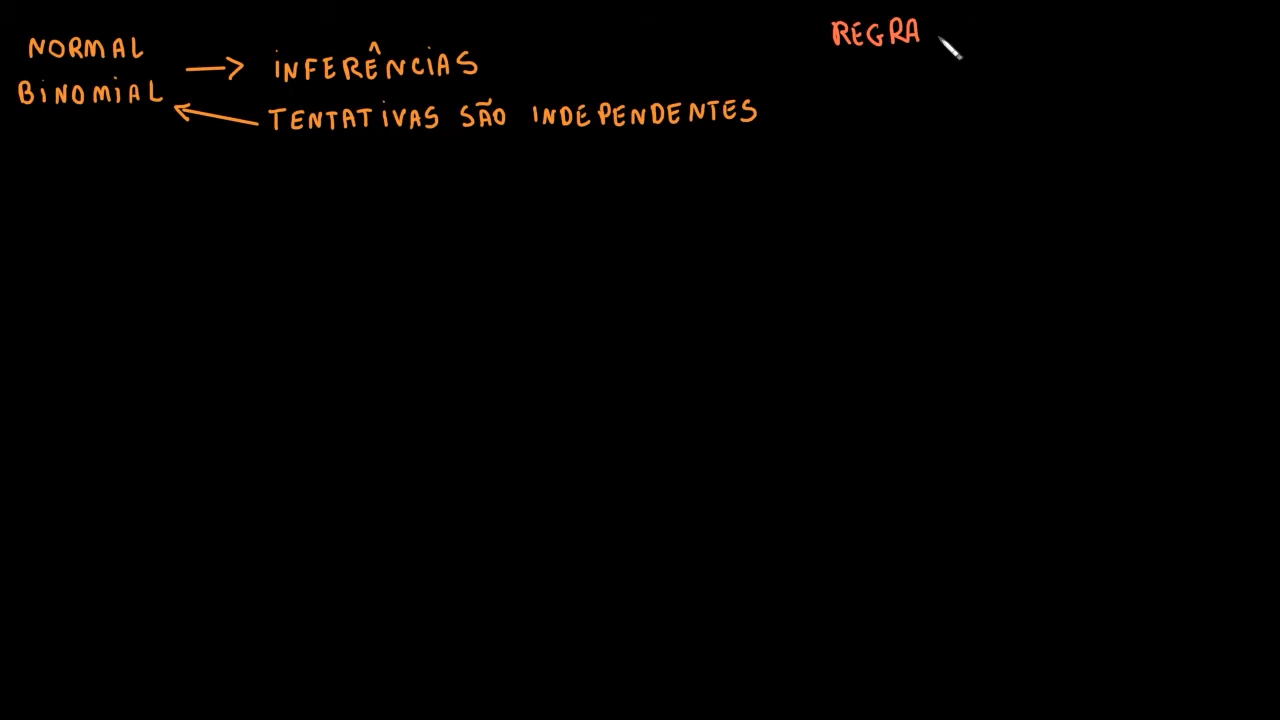 NORMAL
BINOMIAL
INFERÊNCIAS
TENTATIVAS SÃO INDEPENDENTES
REGRA